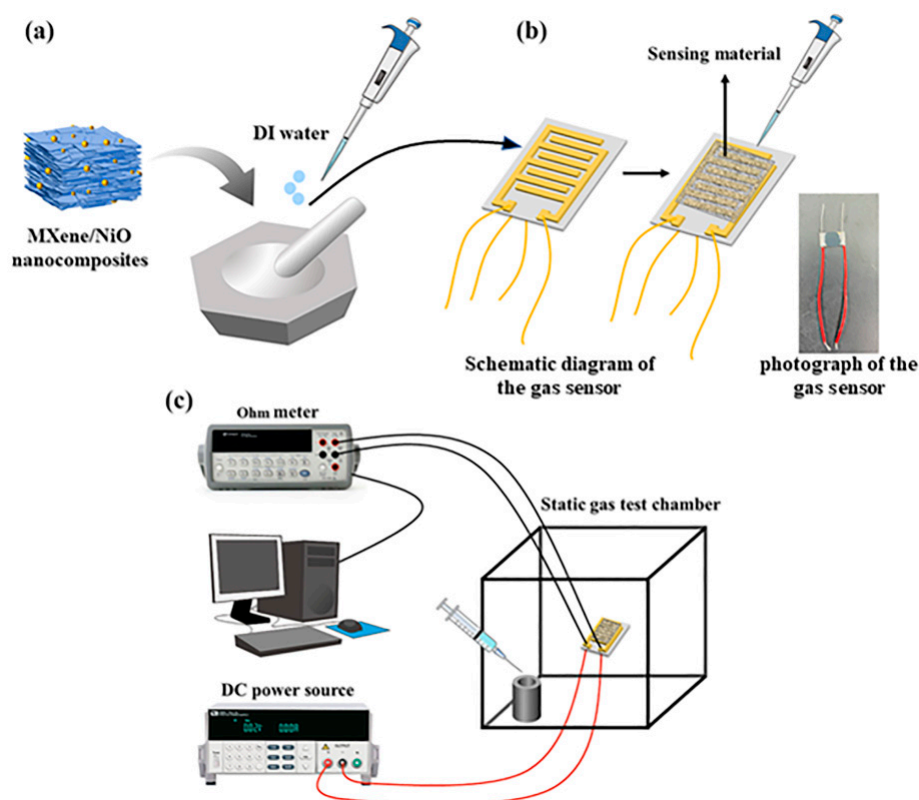 (a)
(b)
Sensing material
DI water
MXene/NiO
nanocomposites
Schematic diagram of
the gas sensor
photograph of the
gas sensor
(c)
Ohm meter
Static gas test chamber
DC power source